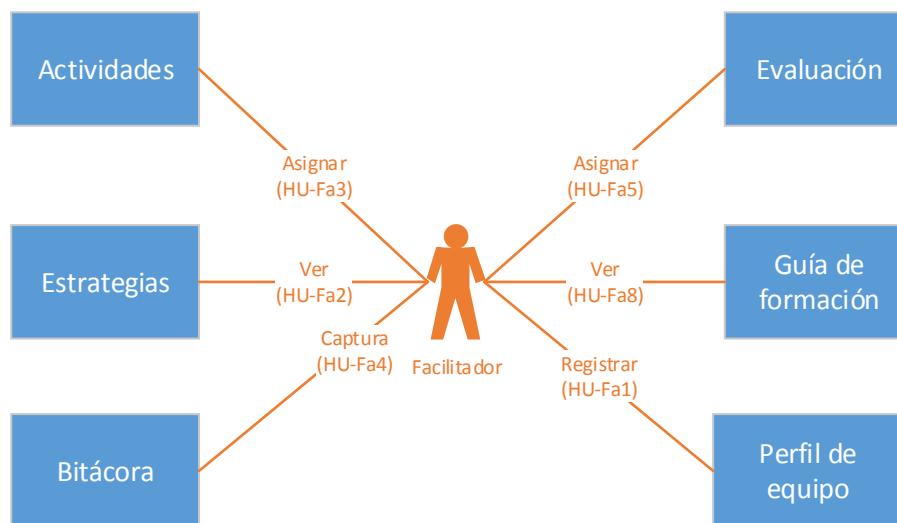 Actividades
Evaluación
Asignar
(HU-Fa3)
Asignar
(HU-Fa5)
Estrategias
Ver
(HU-Fa2)
Ver
(HU-Fa8)
Guía de
formación
Captura
(HU-Fa4)
Facilitador
Registrar
(HU-Fa1)
Bitácora
Perfil de
equipo